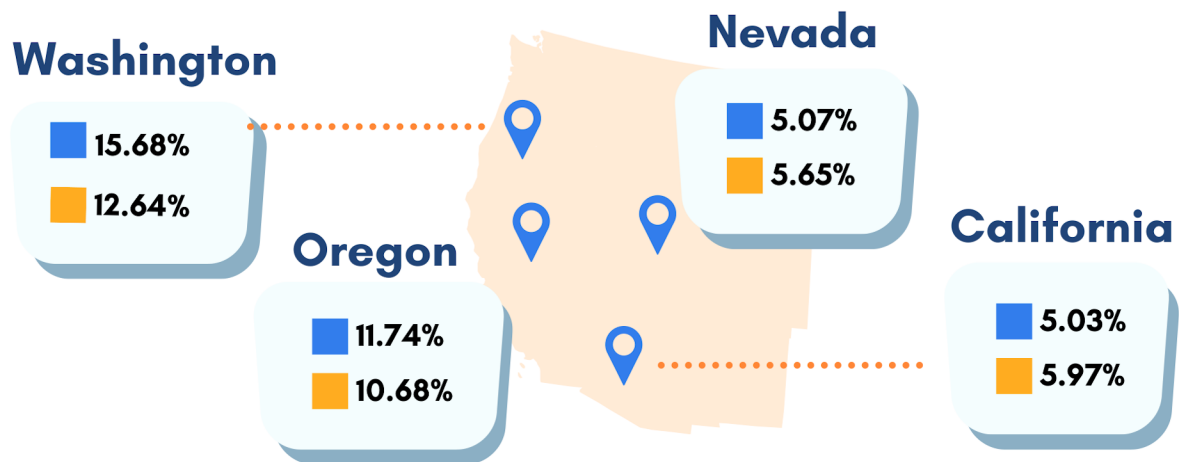 Washington
15.68%
12.64%
Oregon
11.74%
10.68%
Nevada
5.07%
5.65%
California
5.03%
5.97%